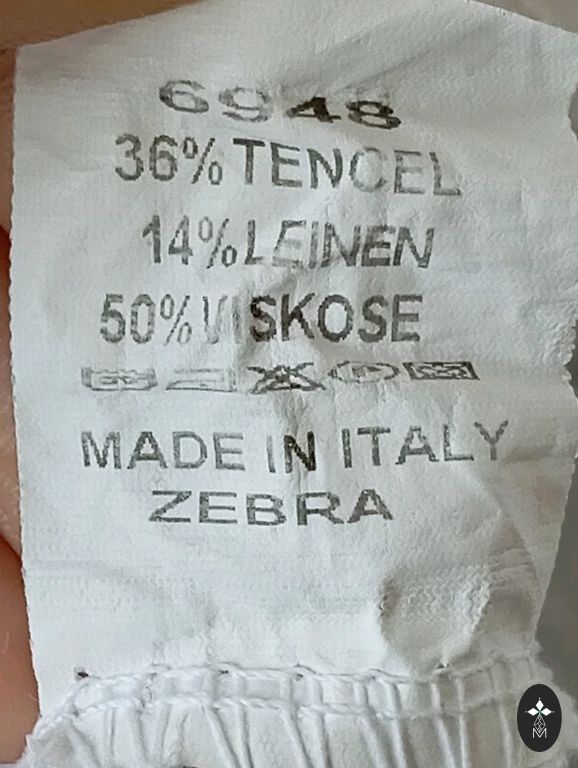 6948
36% TENCEL
14% LEINEN
50% VISKOSE
MADE IN ITALY
ZEBRA
M